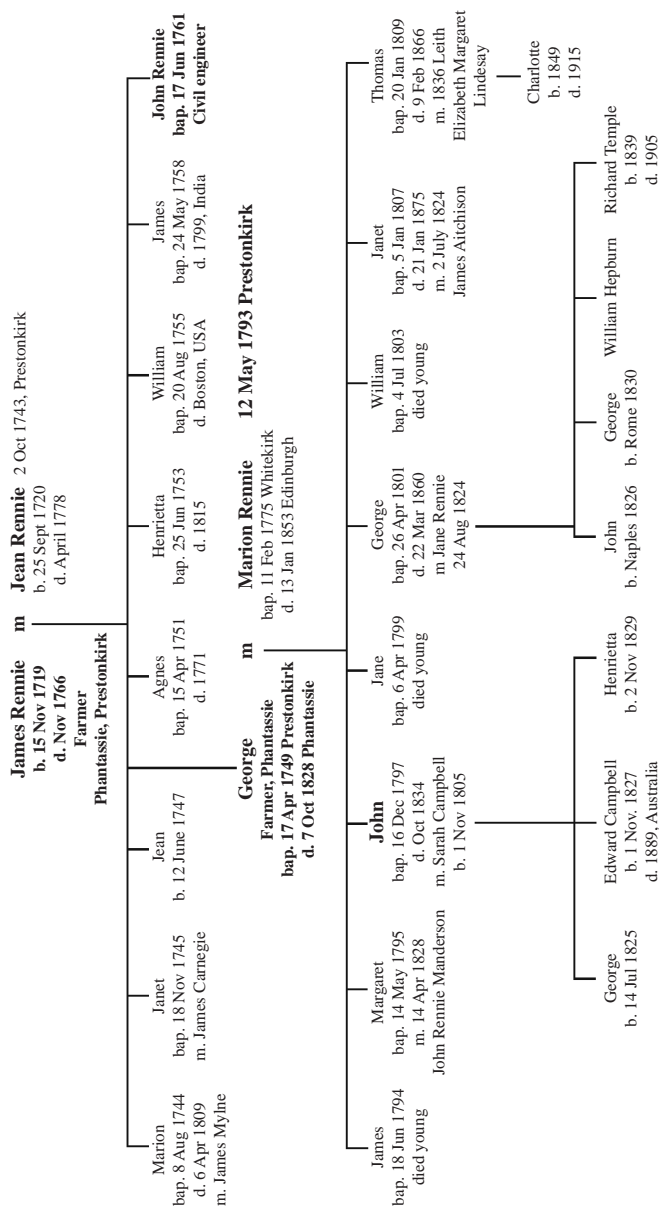 James Rennie m Jean Rennie 2 Oct 1743, Prestonkirk
b. 15 Nov 1719
d. Nov 1766
Farmer
Phantassie, Prestonkirk
b. 25 Sept 1720
d. April 1778
Marion
bap. 8 Aug 1744
d. 6 Apr 1809
m. James Mylne
Janet
bap. 18 Nov 1745
m. James Carnegie
Jean
b. 12 June 1747
Agnes
bap. 15 Apr 1751
d. 1771
Henrietta
bap. 25 Jun 1753
d. 1815
William
bap. 20 Aug 1755
d. Boston, USA
James
bap. 24 May 1758
d. 1799, India
John Rennie
bap. 17 Jun 1761
Civil engineer
George m Marion Rennie 12 May 1793 Prestonkirk
Farmer, Phantassie
bap. 17 Apr 1749 Prestonkirk
d. 7 Oct 1828 Phantassie
bap. 11 Feb 1775 Whitekirk
d. 13 Jan 1853 Edinburgh
James
bap. 18 Jun 1794
died young
Margaret
bap. 14 May 1795
m. 14 Apr 1828
John Rennie Manderson
John
bap. 16 Dec 1797
d. Oct 1834
m. Sarah Campbell
b. 1 Nov 1805
Jane
bap. 6 Apr 1799
died young
George
bap. 26 Apr 1801
d. 22 Mar 1860
m Jane Rennie
24 Aug 1824
William
bap. 4 Jul 1803
died young
Janet
bap. 5 Jan 1807
d. 21 Jan 1875
m. 2 July 1824
James Aitchison
Thomas
bap. 20 Jan 1809
d. 9 Feb 1866
m. 1836 Leith
Elizabeth Margaret
Lindesay
Charlotte
b. 1849
d. 1915
George
b. 14 Jul 1825
Edward Campbell
b. 1 Nov. 1827
d. 1889, Australia
Henrietta
b. 2 Nov 1829
John
b. Naples 1826
George
b. Rome 1830
William Hepburn
Richard Temple
b. 1839
d. 1905